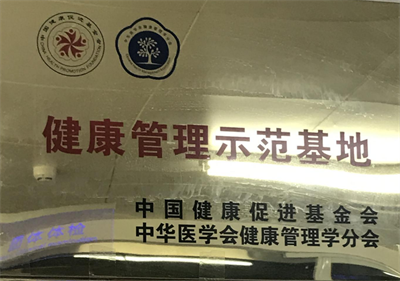 健康管理示范基地
中国健康促进基金会
中华医学会健康管理学分会